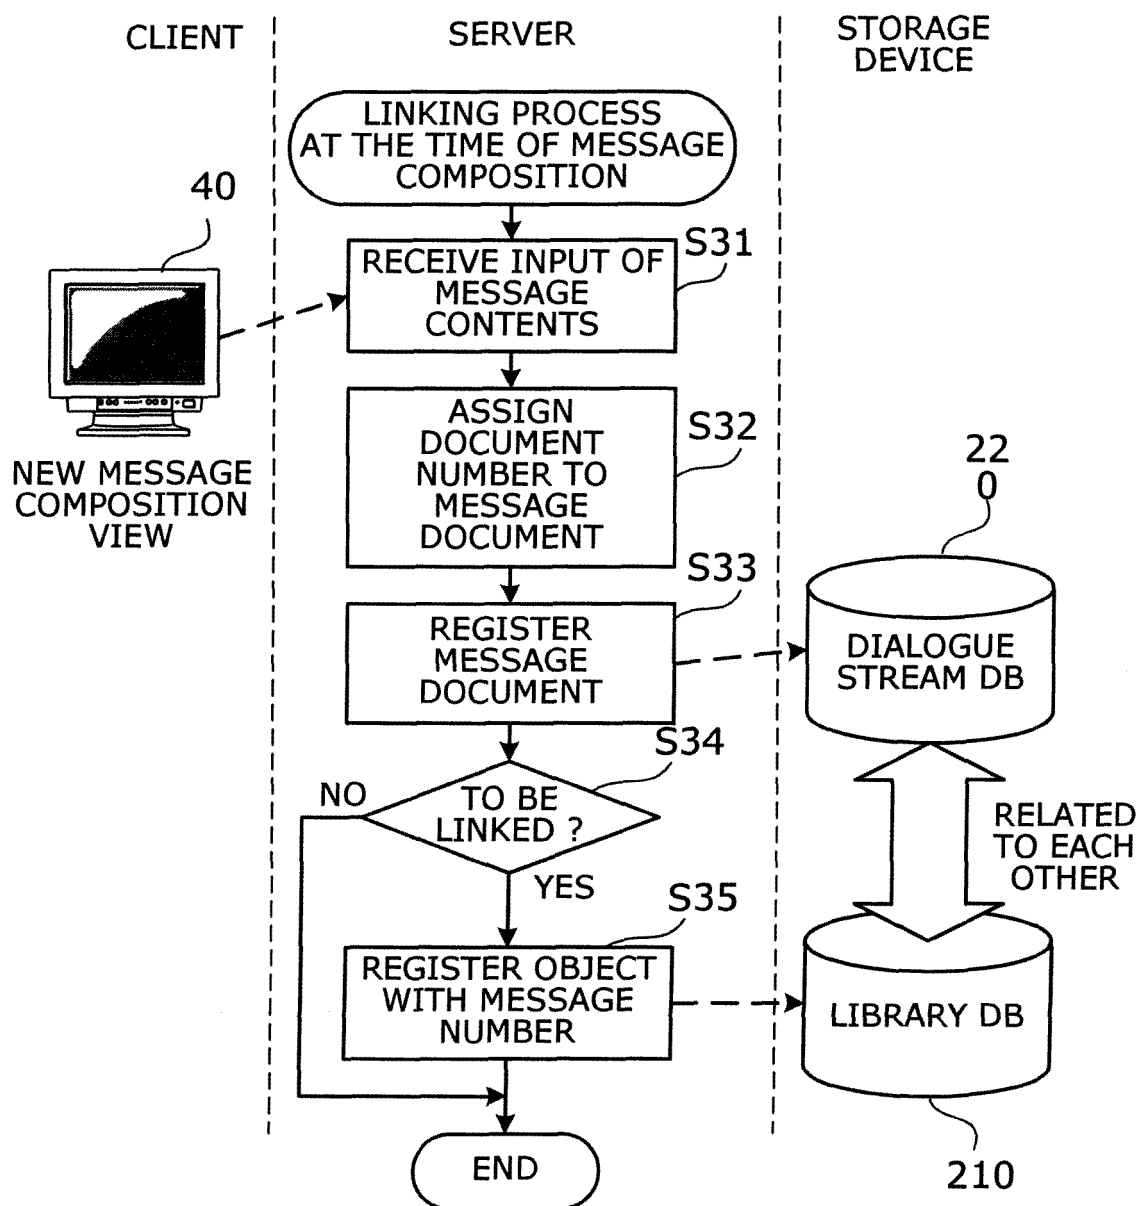 CLIENT
SERVER
STORAGE
DEVICE
LINKING PROCESS
AT THE TIME OF MESSAGE
COMPOSITION
40
S31
RECEIVE INPUT OF
MESSAGE
CONTENTS
NEW MESSAGE
COMPOSITION
VIEW
S32
ASSIGN
DOCUMENT
NUMBER TO
MESSAGE
DOCUMENT
22
0
S33
REGISTER
MESSAGE
DOCUMENT
DIALOGUE
STREAM DB
S34
TO BE
LINKED ?
NO
YES
RELATED
TO EACH
OTHER
S35
REGISTER OBJECT
WITH MESSAGE
NUMBER
LIBRARY DB
210
END